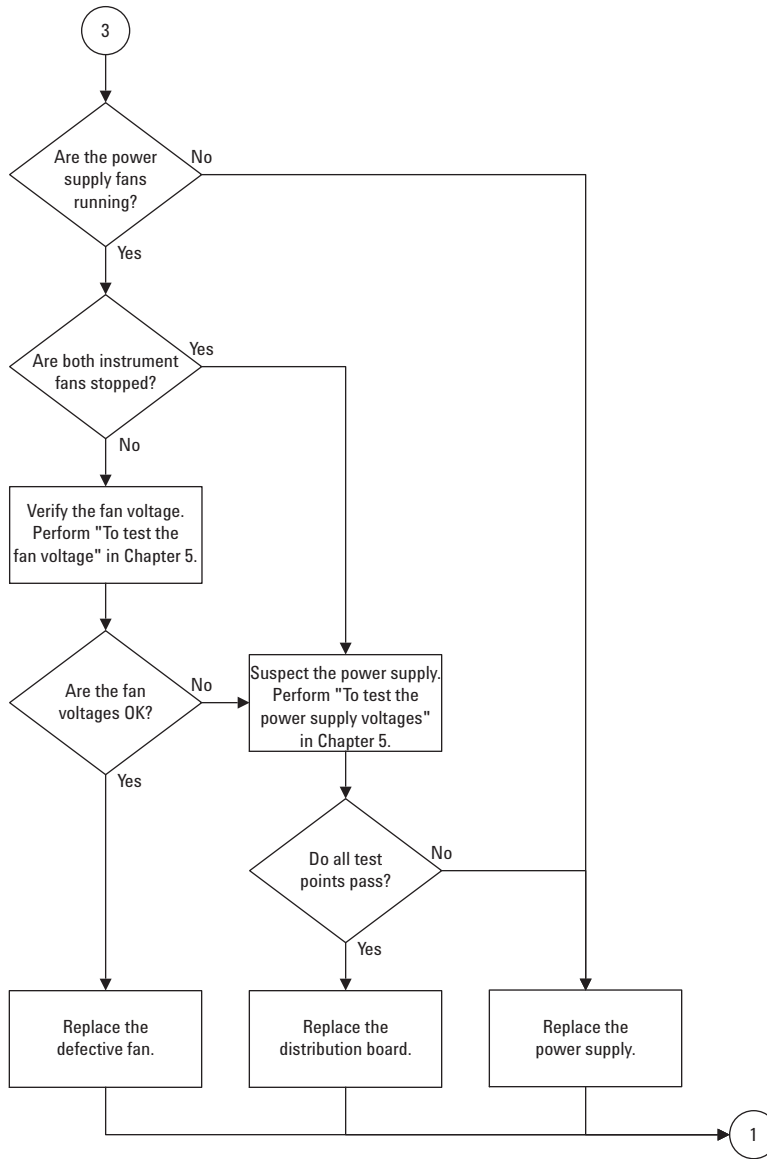 3
Are the power
supply fans
running?
No
Yes
Are both instrument
fans stopped?
Yes
No
Verify the fan voltage.
Perform "To test the
fan voltage" in Chapter 5.
Are the fan
voltages OK?
No
Yes
Suspect the power supply.
Perform "To test the
power supply voltages"
in Chapter 5.
Do all test
points pass?
No
Yes
Replace the
defective fan.
Replace the
distribution board.
Replace the
power supply.
1